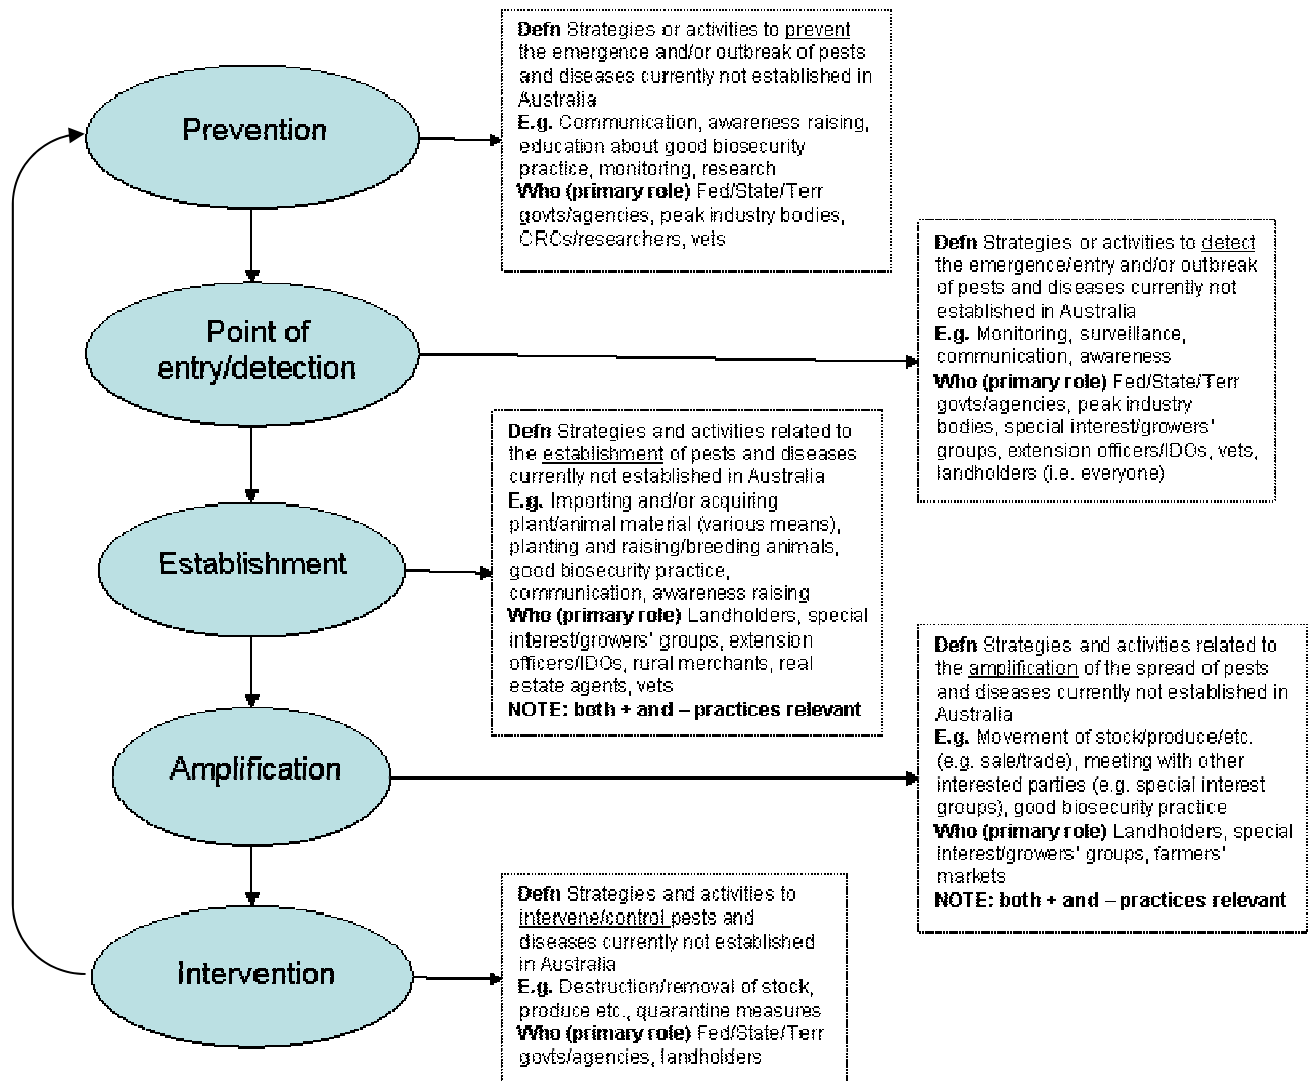 Prevention
Defn Strategies or activities to prevent
the emergence and/or outbreak of pests
and diseases currently not established in
Australia
E.g. Communication, awareness raising,
education about good biosecurity
practice, monitoring, research
Who (primary role) Fed/State/Terr
govts/agencies, peak industry bodies,
CRCs/researchers, vets
Point of
entry/detection
Defn Strategies or activities to detect
the emergence/entry and/or outbreak
of pests and diseases currently not
established in Australia
E.g. Monitoring, surveillance,
communication, awareness
Who (primary role) Fed/State/Terr
govts/agencies, peak industry
bodies, special interest/growers'
groups, extension officers/IDOs, vets,
landholders (i.e. everyone)
Establishment
Defn Strategies and activities related to
the establishment of pests and diseases
currently not established in Australia
E.g. Importing and/or acquiring
plant/animal material (various means),
planting and raising/breeding animals,
good biosecurity practice,
communication, awareness raising
Who (primary role) Landholders, special
interest/growers' groups, extension
officers/IDOs, rural merchants, real
estate agents, vets
NOTE: both + and – practices relevant
Amplification
Defn Strategies and activities related to
the amplification of the spread of pests
and diseases currently not established in
Australia
E.g. Movement of stock/produce/etc.
(e.g. sale/trade), meeting with other
interested parties (e.g. special interest
groups), good biosecurity practice
Who (primary role) Landholders, special
interest/growers' groups, farmers'
markets
NOTE: both + and – practices relevant
Intervention
Defn Strategies and activities to
intervene/control pests and
diseases currently not established
in Australia
E.g. Destruction/removal of stock,
produce etc., quarantine measures
Who (primary role) Fed/State/Terr
govts/agencies, landholders